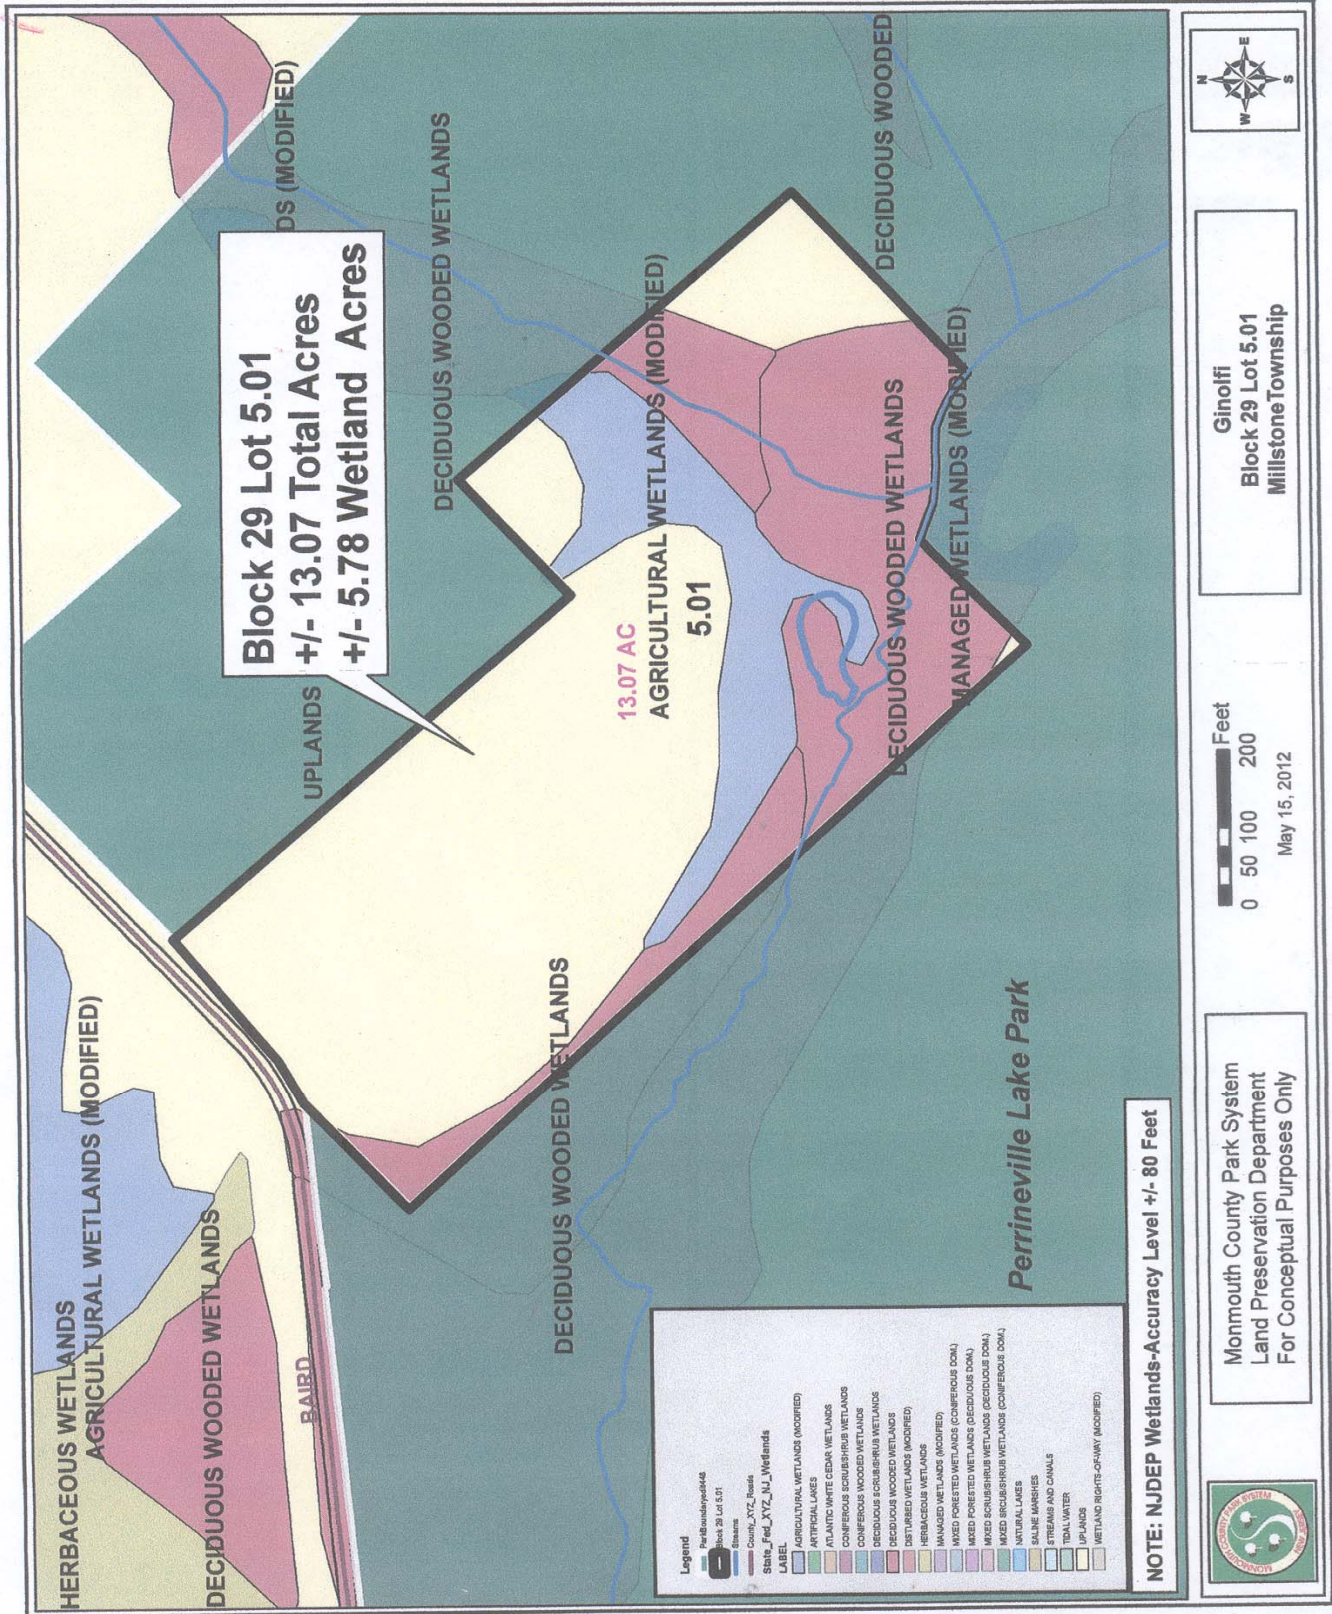 HERBACEOUS WETLANDS
AGRICULTURAL WETLANDS (MODIFIED)
DECIDUOUS WOODED WETLANDS
BAIRD
UPLANDS
Block 29 Lot 5.01
+/- 13.07 Total Acres
+/- 5.78 Wetland Acres
DS (MODIFIED)
DECIDUOUS WOODED WETLANDS
13.07 AC
AGRICULTURAL WETLANDS (MODIFIED)
5.01
DECIDUOUS WOODED WETLANDS
DECIDUOUS WOODED WETLANDS
MANAGED WETLANDS (MODIFIED)
DECIDUOUS WOODED
Perrineville Lake Park
Legend
Block 29 Lot 5.01
Streams
County_XYZ_Roads
State_Fed_XYZ_NJ_Wetlands
LABEL
AGRICULTURAL WETLANDS (MODIFIED)
ARTIFICIAL LAKES
ATLANTIC WHITE CEDAR WETLANDS
CONIFEROUS SCRUB/SHRUB WETLANDS
CONIFEROUS WOODED WETLANDS
DECIDUOUS SCRUB/SHRUB WETLANDS
DECIDUOUS WOODED WETLANDS
DISTURBED WETLANDS (MODIFIED)
HERBACEOUS WETLANDS
MANAGED WETLANDS (MODIFIED)
MIXED FORESTED WETLANDS (CONIFEROUS DOM.)
MIXED FORESTED WETLANDS (DECIDUOUS DOM.)
MIXED SCRUB/SHRUB WETLANDS (DECIDUOUS DOM.)
MIXED SRCUB/SHRUB WETLANDS (CONIFEROUS DOM.)
NATURAL LAKES
SALINE MARSHES
STREAMS AND CANALS
TIDAL WATER
UPLANDS
WETLAND RIGHTS-OF-WAY (MODIFIED)
NOTE: NJDEP Wetlands-Accuracy Level +/- 80 Feet
MONMOUTH COUNTY PARK SYSTEM
Monmouth County Park System
Land Preservation Department
For Conceptual Purposes Only
0 50 100 200
Feet
May 15, 2012
Ginolfi
Block 29 Lot 5.01
MillstoneTownship
N
W E
S